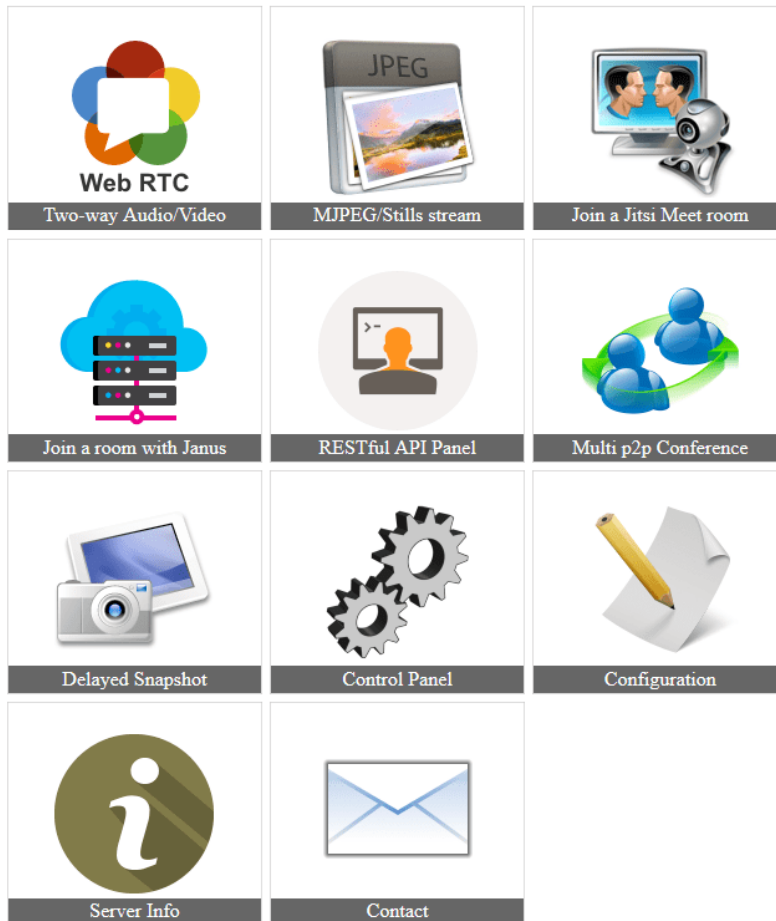 Web RTC
Two-way Audio/Video
JPEG
MJPEG/Stills stream
Join a Jitsi Meet room
Join a room with Janus
>-
RESTful API Panel
Multi p2p Conference
Delayed Snapshot
Control Panel
Configuration
i
Server Info
Contact